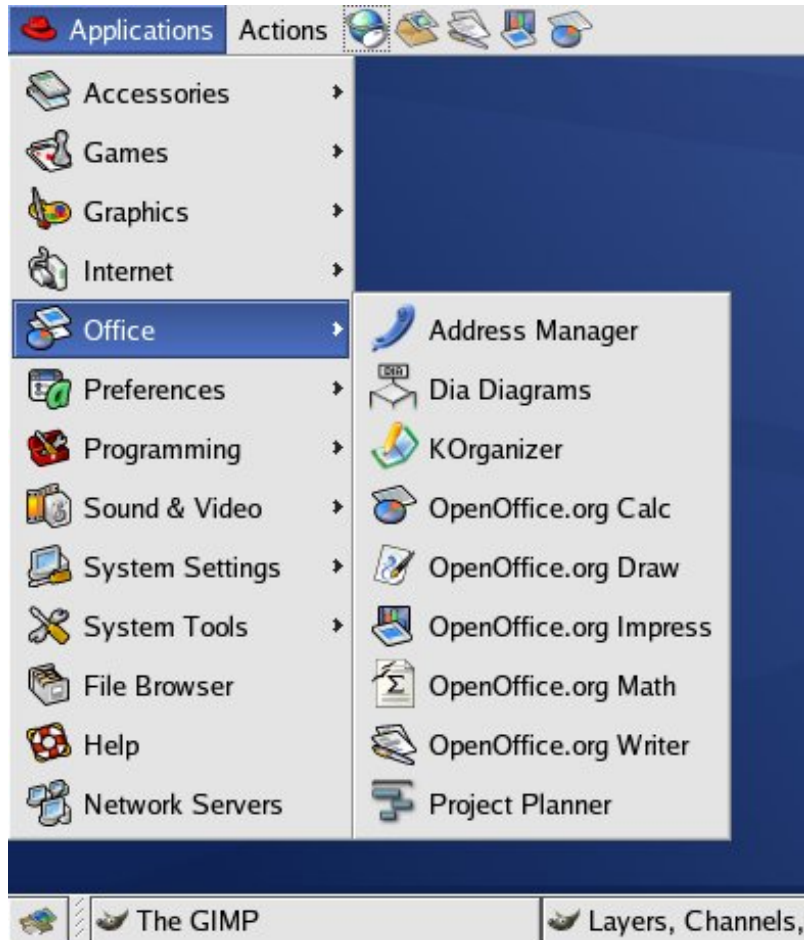 Applications Actions
Accessories
Games
Graphics
Internet
Office
Preferences
Programming
Sound & Video
System Settings
System Tools
File Browser
Help
Network Servers
Address Manager
DIA
Dia Diagrams
KOrganizer
OpenOffice.org Calc
OpenOffice.org Draw
OpenOffice.org Impress
OpenOffice.org Math
OpenOffice.org Writer
Project Planner
The GIMP
Layers, Channels,